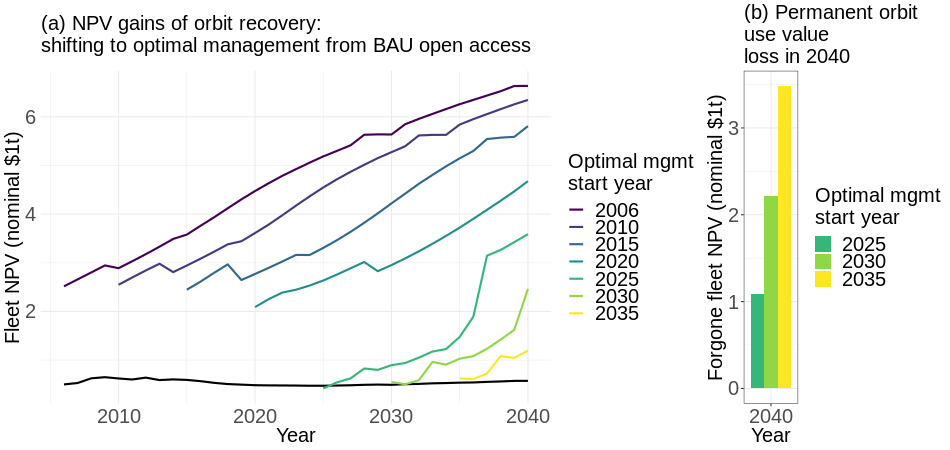 (a) NPV gains of orbit recovery:
shifting to optimal management from BAU open access
Fleet NPV (nominal $1t)
6
4
2
2010
2020
2030
2040
Year
Optimal mgmt
start year
2006
2010
2015
2020
2025
2030
2035
(b) Permanent orbit
use value
loss in 2040
Forgone fleet NPV (nominal $1t)
3
2
1
0
2040
Year
Optimal mgmt
start year
2025
2030
2035